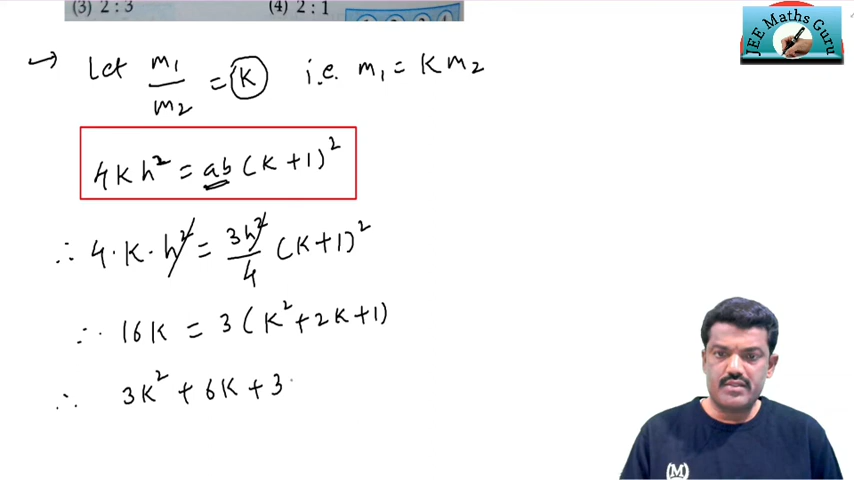 (3) 2 : 3 (4) 2 : 1
JEE Maths Guru
→ Let m₁/m₂ = K i.e. m₁ = K m₂
4Kh² = ab (K+1)²
∴ 4·K·h² = 3h²/4 (K+1)²
∴ 16K = 3(K²+2K+1)
∴ 3K² + 6K + 3
(M)